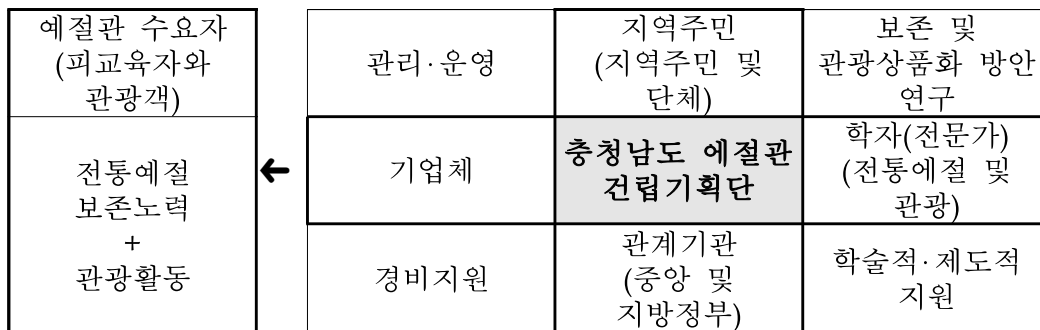 예절관 수요자
(피교육자와
관광객)
전통예절
보존노력
+
관광활동
←
관리·운영
지역주민
(지역주민 및
단체)
보존 및
관광상품화 방안
연구
기업체
충청남도 에절관
건립기획단
학자(전문가)
(전통에절 및
관광)
경비지원
관계기관
(중앙 및
지방정부)
학술적·제도적
지원